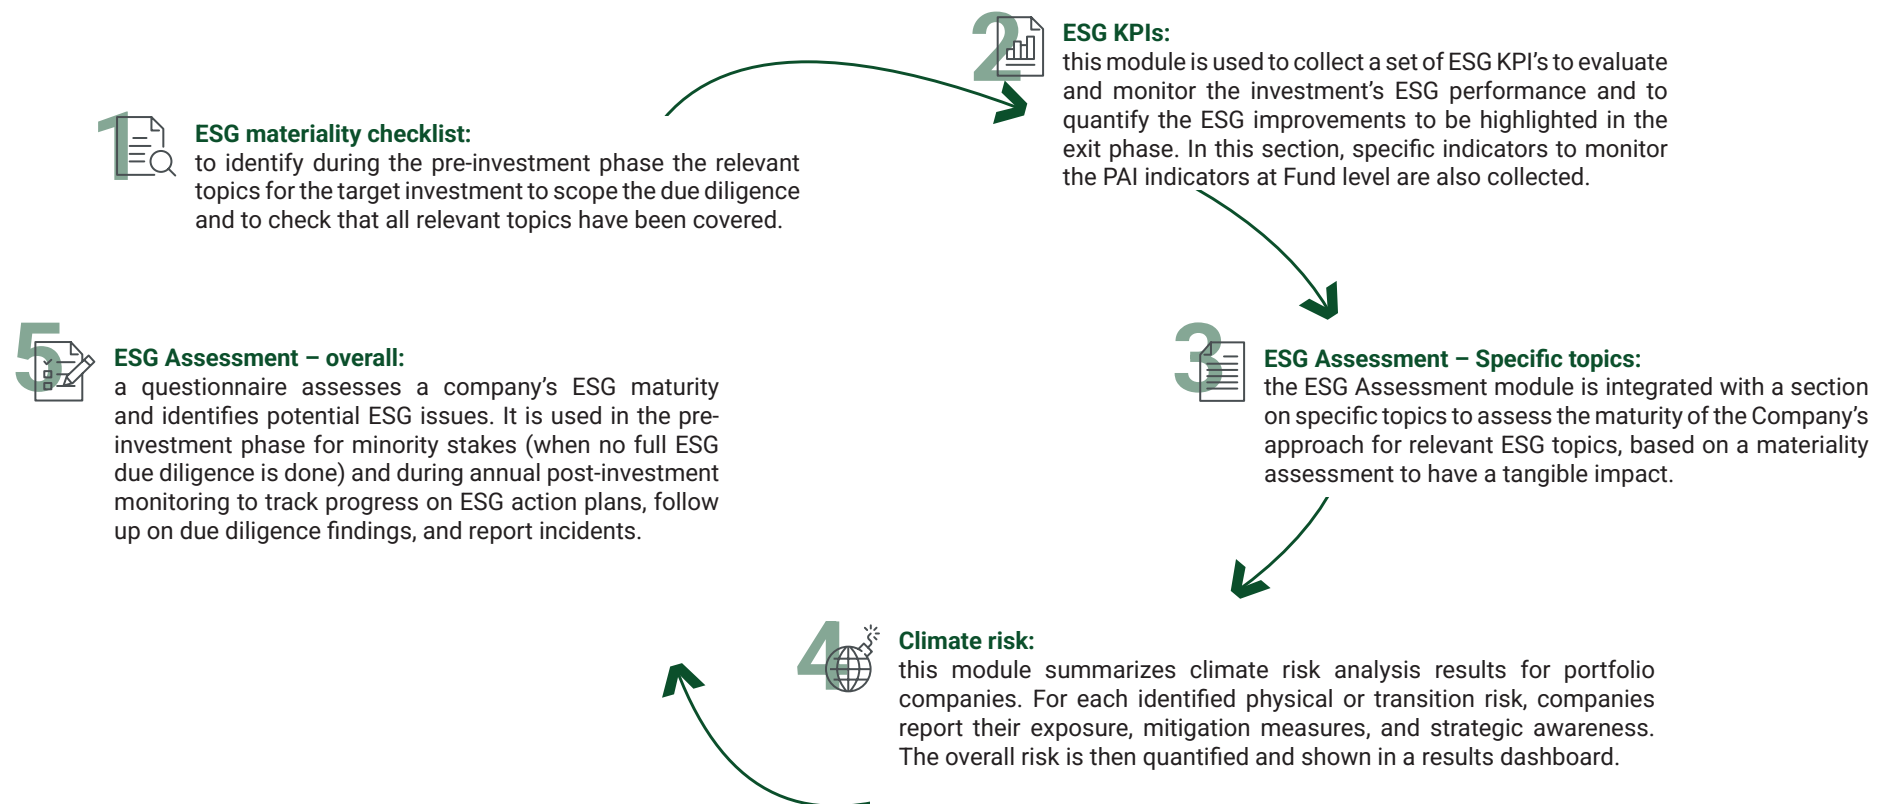 1
ESG materiality checklist:
to identify during the pre-investment phase the relevant
topics for the target investment to scope the due diligence
and to check that all relevant topics have been covered.
2
ESG KPIs:
this module is used to collect a set of ESG KPI's to evaluate
and monitor the investment's ESG performance and to
quantify the ESG improvements to be highlighted in the
exit phase. In this section, specific indicators to monitor
the PAI indicators at Fund level are also collected.
3
ESG Assessment – Specific topics:
the ESG Assessment module is integrated with a section
on specific topics to assess the maturity of the Company's
approach for relevant ESG topics, based on a materiality
assessment to have a tangible impact.
4
Climate risk:
this module summarizes climate risk analysis results for portfolio
companies. For each identified physical or transition risk, companies
report their exposure, mitigation measures, and strategic awareness.
The overall risk is then quantified and shown in a results dashboard.
5
ESG Assessment – overall:
a questionnaire assesses a company's ESG maturity
and identifies potential ESG issues. It is used in the pre-
investment phase for minority stakes (when no full ESG
due diligence is done) and during annual post-investment
monitoring to track progress on ESG action plans, follow
up on due diligence findings, and report incidents.